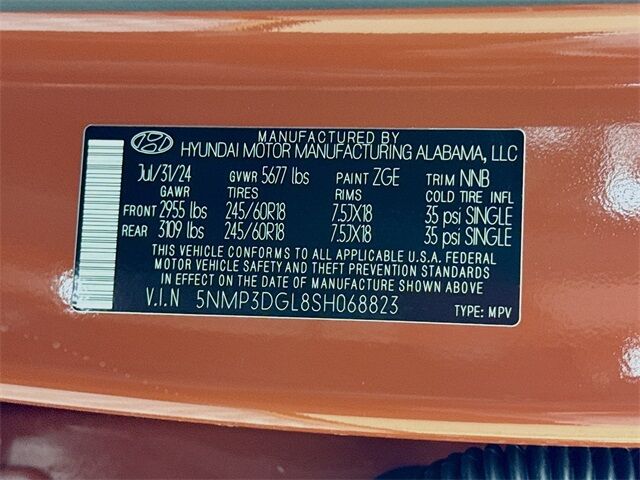 MANUFACTURED BY
HYUNDAI MOTOR MANUFACTURING ALABAMA, LLC
Jul/31/24 GVWR 5677 lbs PAINT ZGE TRIM NNB
GAWR TIRES RIMS COLD TIRE INFL
FRONT 2955 lbs 245/60R18 7.5JX18 35 psi SINGLE
REAR 3109 lbs 245/60R18 7.5JX18 35 psi SINGLE
THIS VEHICLE CONFORMS TO ALL APPLICABLE U.S.A. FEDERAL
MOTOR VEHICLE SAFETY AND THEFT PREVENTION STANDARDS
IN EFFECT ON THE DATE OF MANUFACTURE SHOWN ABOVE
V.I.N 5NMP3DGL8SH068823 TYPE: MPV